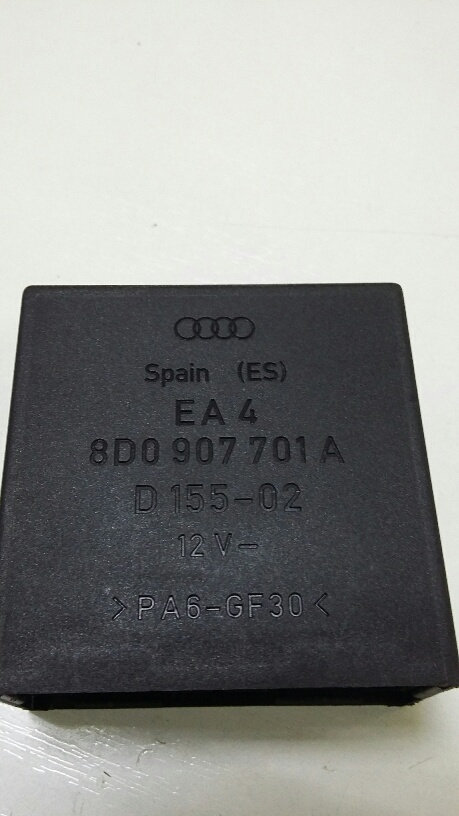 Spain (ES)
EA 4
8D0 907 701 A
D 155-02
12 V-
>PA6-GF30<